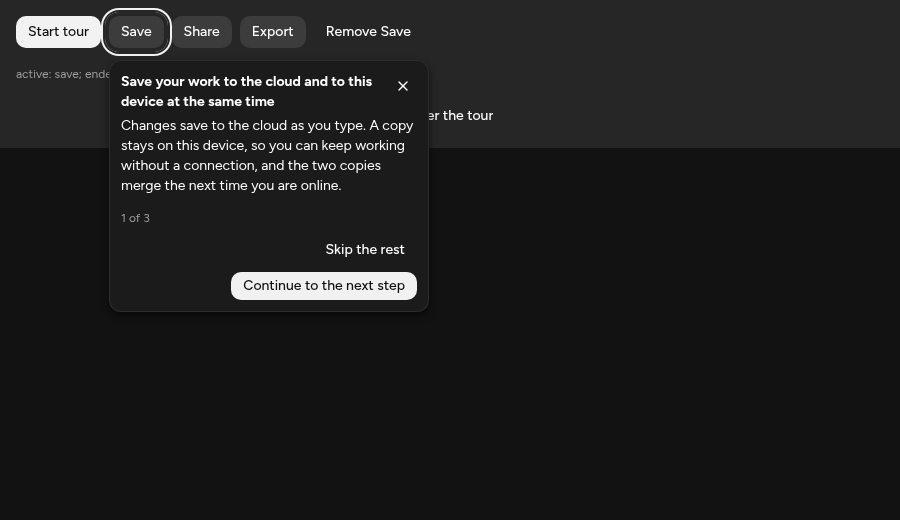 Start tour Save Share Export Remove Save
active: save; ende
er the tour
Save your work to the cloud and to this
device at the same time
Changes save to the cloud as you type. A copy
stays on this device, so you can keep working
without a connection, and the two copies
merge the next time you are online.
1 of 3
Skip the rest
Continue to the next step